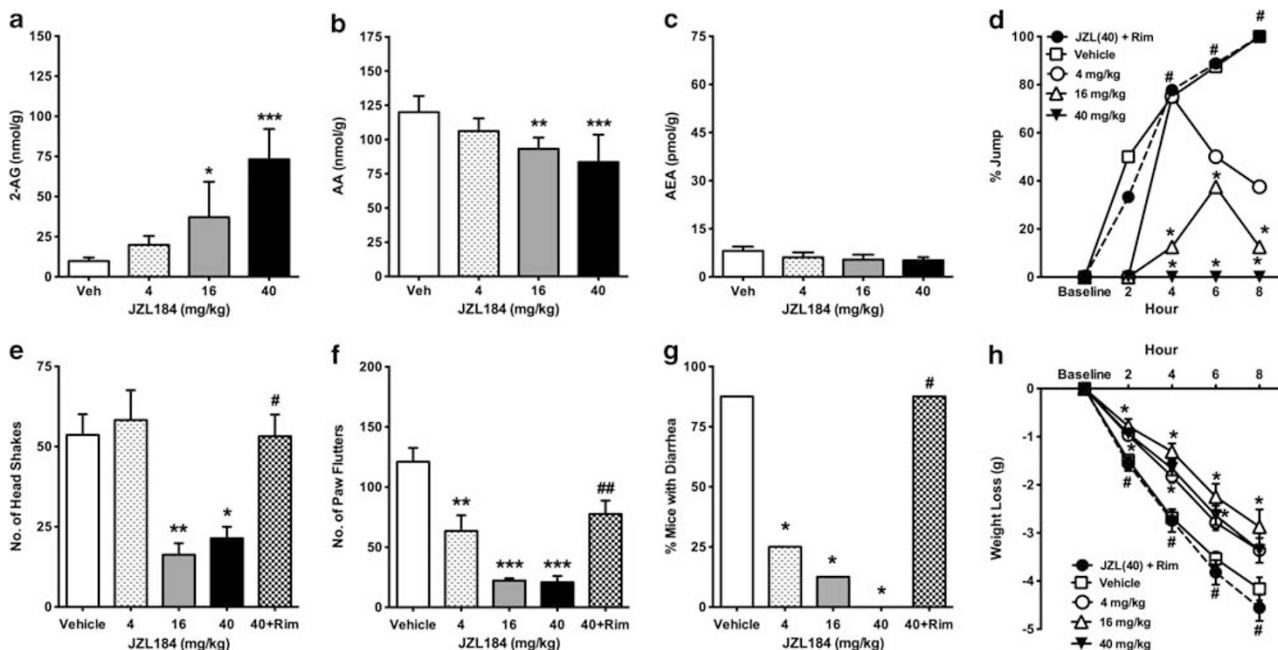 a
150
125
100
75
50
25
0
2-AG (nmol/g)
*
***
Veh 4 16 40
JZL184 (mg/kg)
b
175
150
125
100
75
50
25
0
AA (nmol/g)
**
***
Veh 4 16 40
JZL184 (mg/kg)
c
75
60
45
30
15
0
AEA (pmol/g)
Veh 4 16 40
JZL184 (mg/kg)
d
100
80
60
40
20
0
% Jump
JZL(40) + Rim
Vehicle
4 mg/kg
16 mg/kg
40 mg/kg
# # #
* * *
* * *
Baseline 2 4 6 8
Hour
e
75
50
25
0
No. of Head Shakes
** * #
Vehicle 4 16 40 40+Rim
JZL184 (mg/kg)
f
200
150
100
50
0
No. of Paw Flutters
** *** *** ##
Vehicle 4 16 40 40+Rim
JZL184 (mg/kg)
g
100
75
50
25
0
% Mice with Diarrhea
* * * #
Vehicle 4 16 40 40+Rim
JZL184 (mg/kg)
h
Hour
Baseline 2 4 6 8
0
-1
-2
-3
-4
-5
Weight Loss (g)
* * * *
* * *
# # # #
JZL(40) + Rim
Vehicle
4 mg/kg
16 mg/kg
40 mg/kg